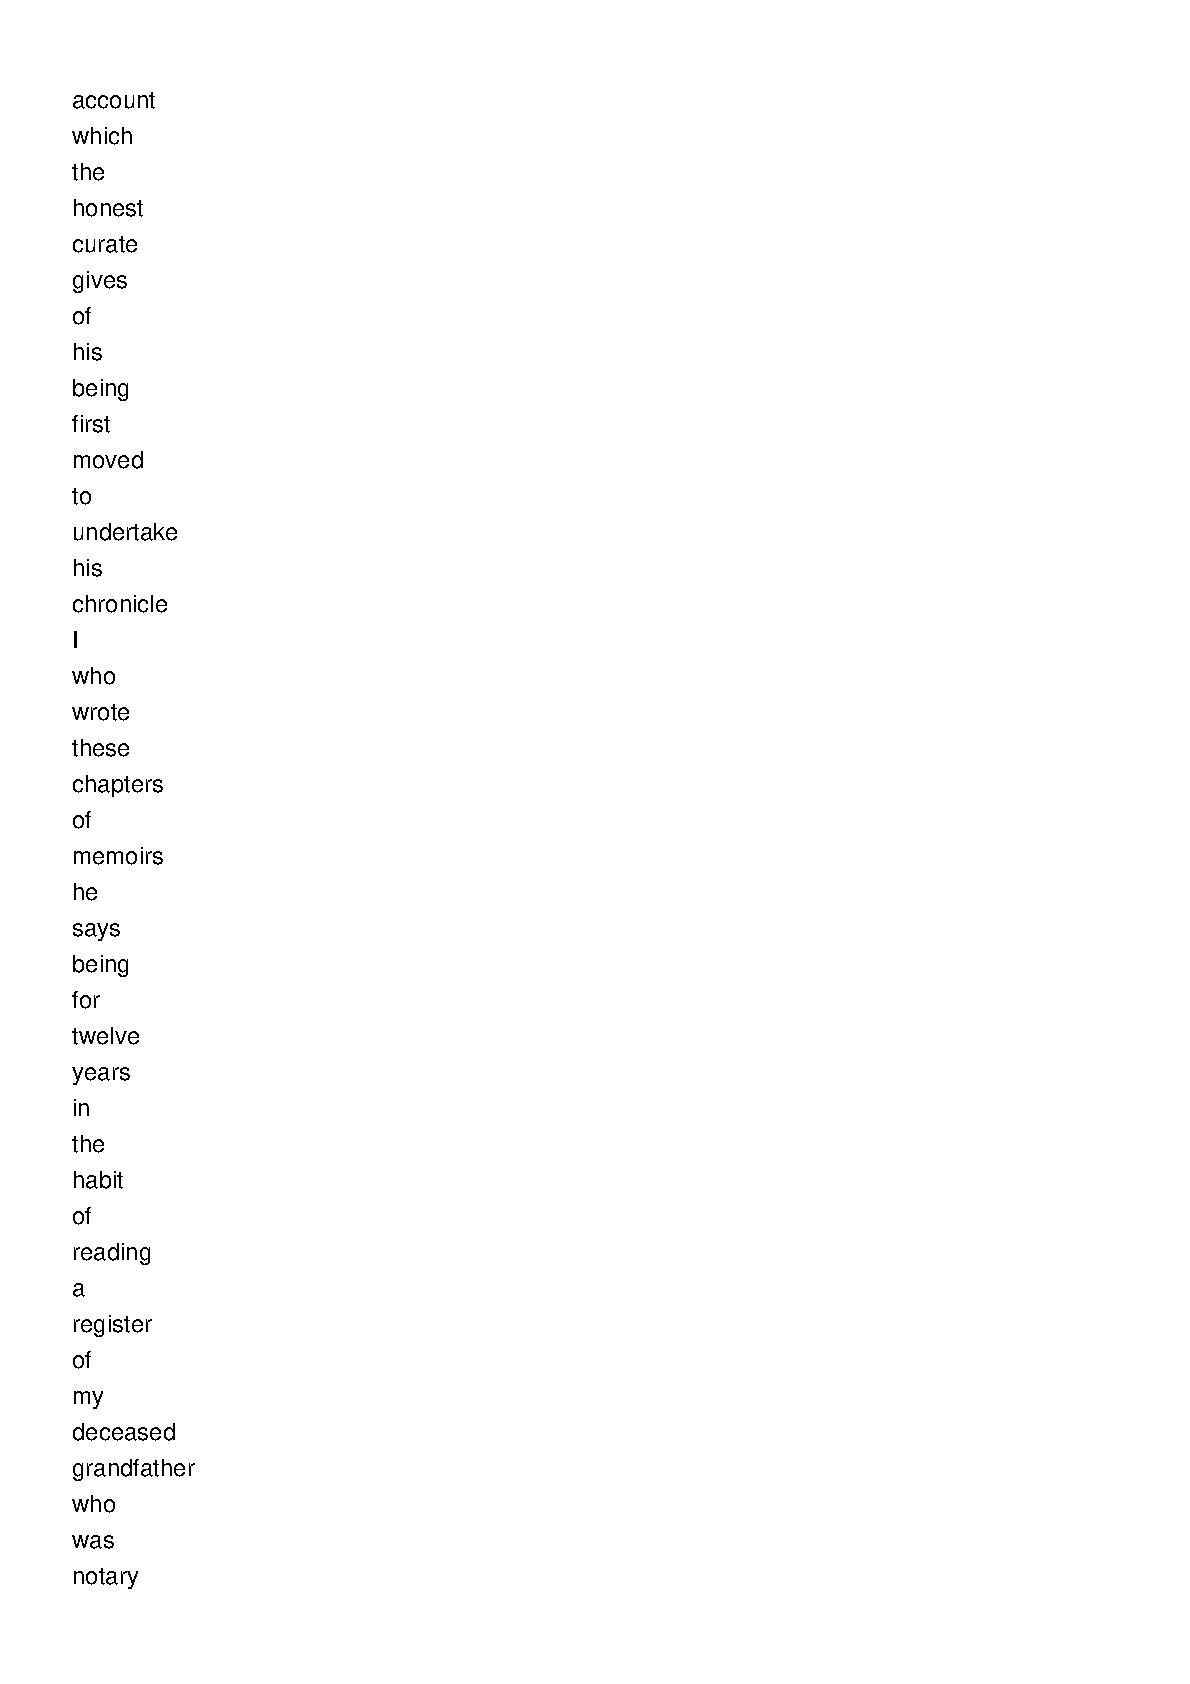 account
which
the
honest
curate
gives
of
his
being
first
moved
to
undertake
his
chronicle
I
who
wrote
these
chapters
of
memoirs
he
says
being
for
twelve
years
in
the
habit
of
reading
a
register
of
my
deceased
grandfather
who
was
notary